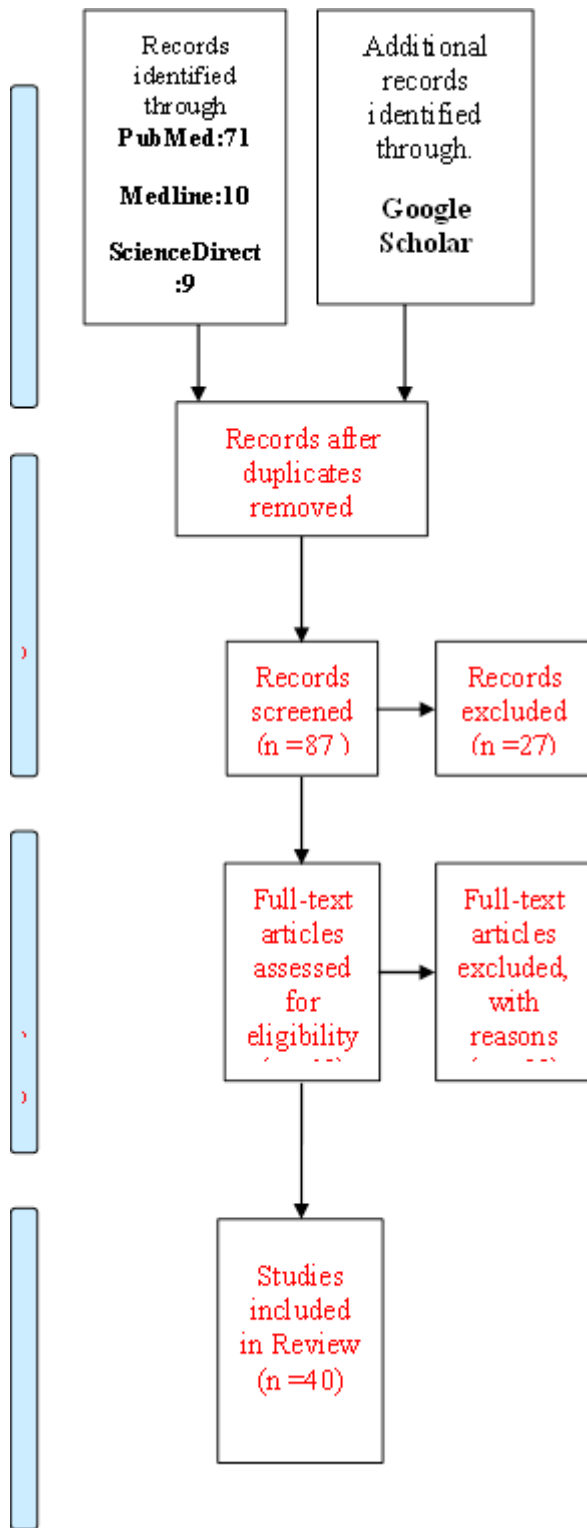 Records
identified
through
PubMed:71
Medline:10
ScienceDirect
:9
Additional
records
identified
through.
Google
Scholar
Records after
duplicates
removed
Records
screened
(n =87 )
Records
excluded
(n =27)
Full-text
articles
assessed
for
eligibility
Full-text
articles
excluded,
with
reasons
Studies
included
in Review
(n =40)